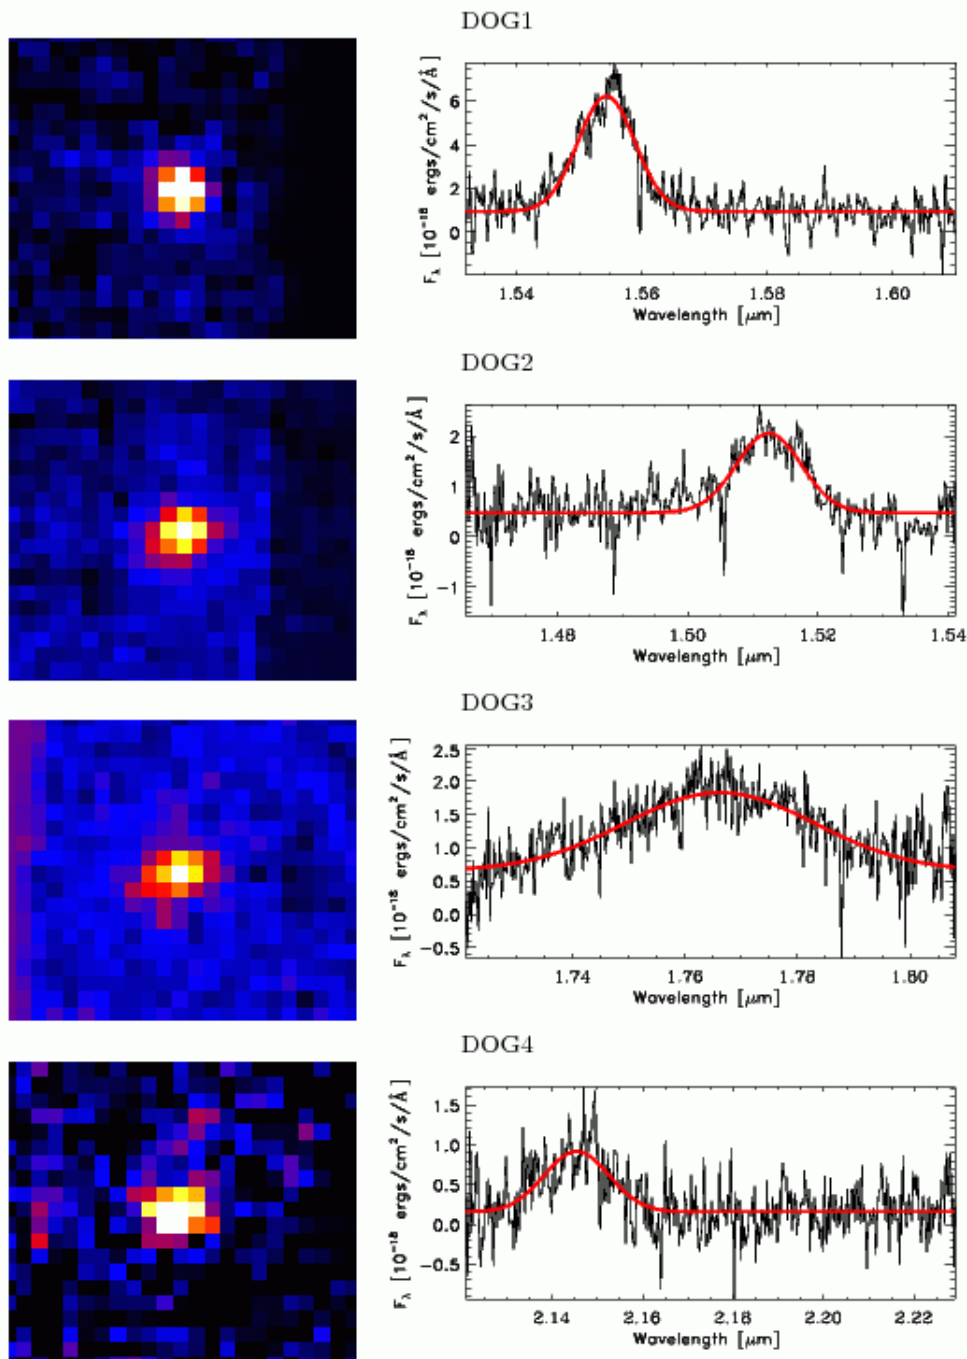 DOG1
F_λ [10^-18 ergs/cm^2/s/Å]
6
4
2
0
1.54 1.56 1.58 1.60
Wavelength [μm]
DOG2
F_λ [10^-18 ergs/cm^2/s/Å]
2
1
0
-1
1.48 1.50 1.52 1.54
Wavelength [μm]
DOG3
F_λ [10^-18 ergs/cm^2/s/Å]
2.5
2.0
1.5
1.0
0.5
0.0
-0.5
1.74 1.76 1.78 1.80
Wavelength [μm]
DOG4
F_λ [10^-18 ergs/cm^2/s/Å]
1.5
1.0
0.5
0.0
-0.5
2.14 2.16 2.18 2.20 2.22
Wavelength [μm]